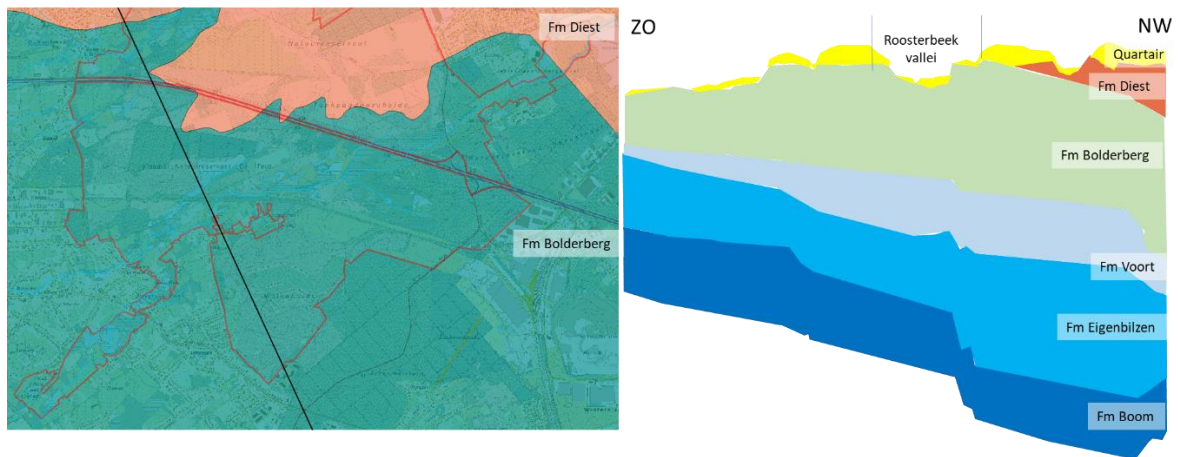 Fm Diest
Fm Bolderberg
ZO
NW
Roosterbeek
vallei
Quartair
Fm Diest
Fm Bolderberg
Fm Voort
Fm Eigenbilzen
Fm Boom